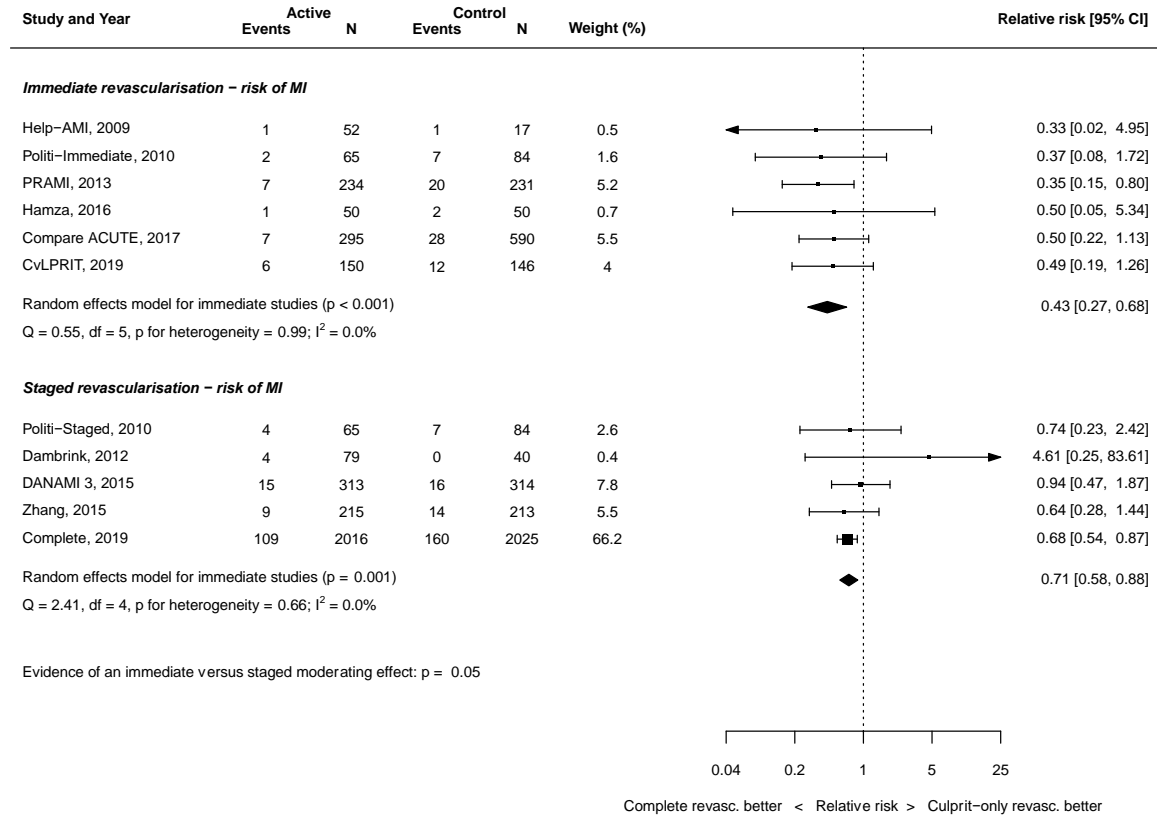 Study and Year Active Events N Control Events N Weight (%) Relative risk [95% CI]
Immediate revascularisation − risk of MI
Help−AMI, 2009 1 52 1 17 0.5 0.33 [0.02, 4.95]
Politi−Immediate, 2010 2 65 7 84 1.6 0.37 [0.08, 1.72]
PRAMI, 2013 7 234 20 231 5.2 0.35 [0.15, 0.80]
Hamza, 2016 1 50 2 50 0.7 0.50 [0.05, 5.34]
Compare ACUTE, 2017 7 295 28 590 5.5 0.50 [0.22, 1.13]
CvLPRIT, 2019 6 150 12 146 4 0.49 [0.19, 1.26]
Random effects model for immediate studies (p < 0.001) 0.43 [0.27, 0.68]
Q = 0.55, df = 5, p for heterogeneity = 0.99; I² = 0.0%
Staged revascularisation − risk of MI
Politi−Staged, 2010 4 65 7 84 2.6 0.74 [0.23, 2.42]
Dambrink, 2012 4 79 0 40 0.4 4.61 [0.25, 83.61]
DANAMI 3, 2015 15 313 16 314 7.8 0.94 [0.47, 1.87]
Zhang, 2015 9 215 14 213 5.5 0.64 [0.28, 1.44]
Complete, 2019 109 2016 160 2025 66.2 0.68 [0.54, 0.87]
Random effects model for immediate studies (p = 0.001) 0.71 [0.58, 0.88]
Q = 2.41, df = 4, p for heterogeneity = 0.66; I² = 0.0%
Evidence of an immediate versus staged moderating effect: p = 0.05
0.04 0.2 1 5 25
Complete revasc. better < Relative risk > Culprit−only revasc. better